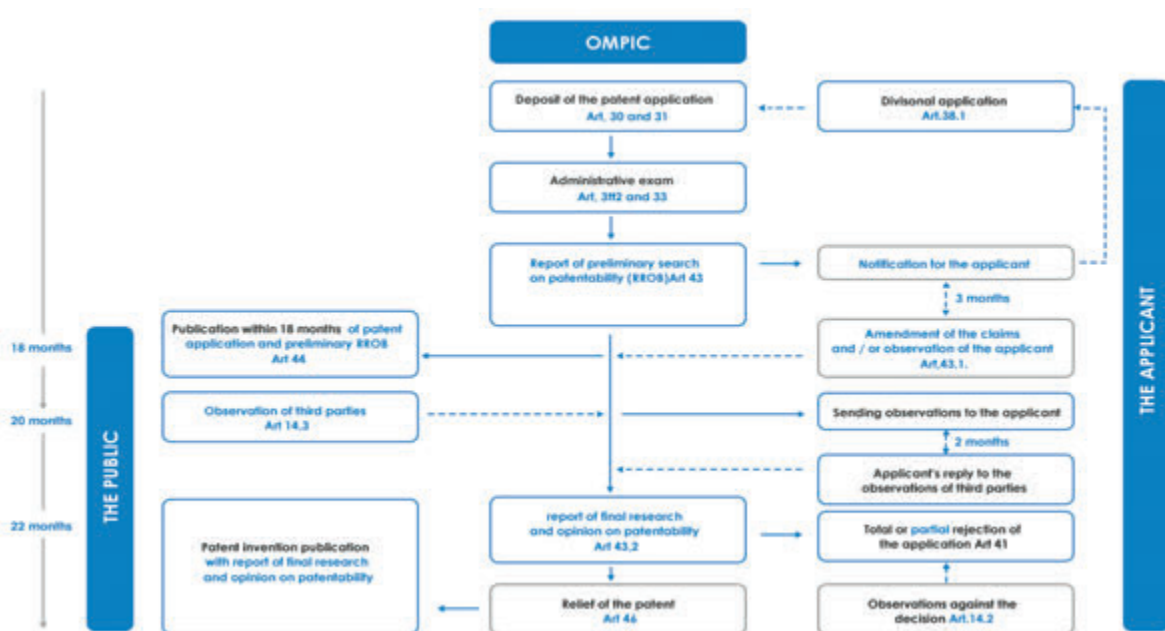 OMPIC
Deposit of the patent application
Art, 30 and 31
Divisonal application
Art.38.1
Administrative exam
Art, 3tt2 and 33
Report of preliminary search
on patentability (RROB)Art 43
Notification for the applicant
3 months
Publication within 18 months of patent
application and preliminary RROB
Art 44
Amendment of the claims
and / or observation of the applicant
Art,43,1.
18 months
Observation of third parties
Art 14,3
Sending observations to the applicant
20 months
2 months
Applicant's reply to the
observations of third parties
22 months
report of final research
and opinion on patentability
Art 43,2
Total or partial rejection of
the application Art 41
Patent invention publication
with report of final research
and opinion on patentability
Relief of the patent
Art 46
Observations against the
decision Art.14.2
THE PUBLIC
THE APPLICANT